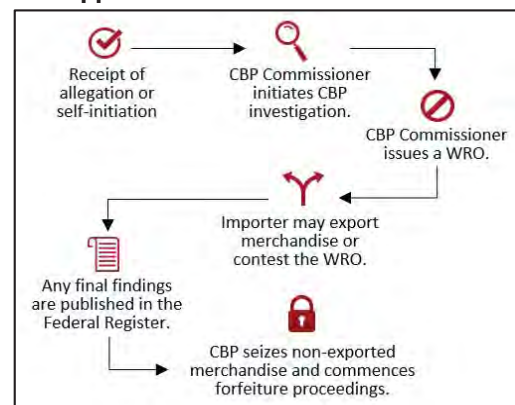 Receipt of
allegation or
self-initiation
CBP Commissioner
initiates CBP
investigation.
CBP Commissioner
issues a WRO.
Importer may export
merchandise or
contest the WRO.
Any final findings
are published in the
Federal Register.
CBP seizes non-exported
merchandise and commences
forfeiture proceedings.